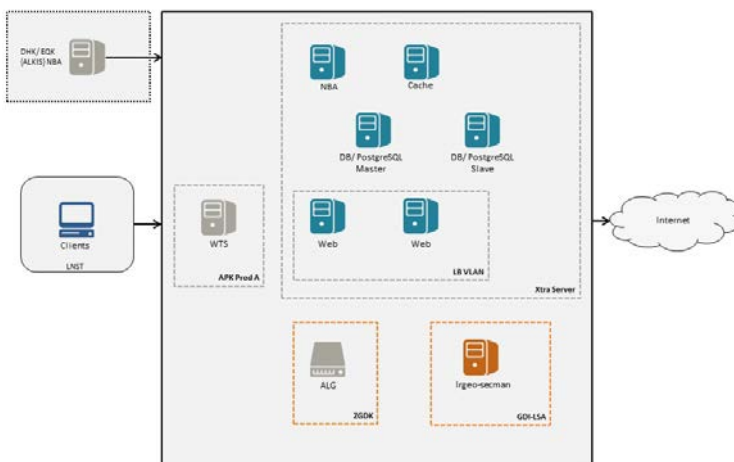 DHK/ EQK
(ALKIS) NBA
NBA
Cache
DB/ PostgreSQL
Master
DB/ PostgreSQL
Slave
Clients
LNST
WTS
APK Prod A
Web
Web
LB VLAN
Xtra Server
Internet
ALG
ZGDK
Irgeo-secman
GDI-LSA